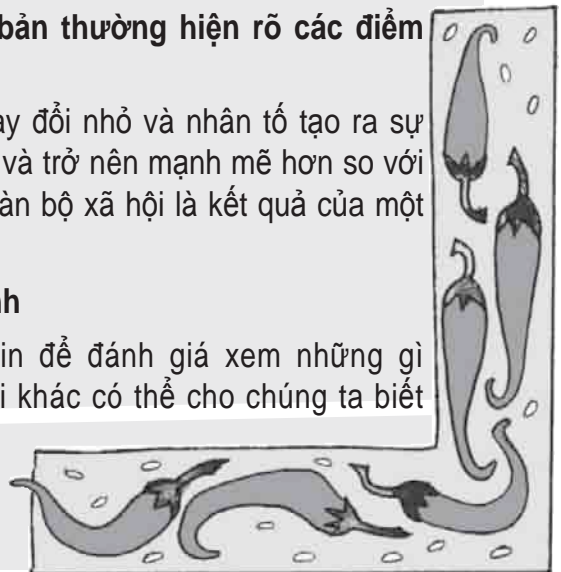 bản thường hiện rõ các điểm
ay đổi nhỏ và nhân tố tạo ra sự
và trở nên mạnh mẽ hơn so với
àn bộ xã hội là kết quả của một
nh
in để đánh giá xem những gì
i khác có thể cho chúng ta biết